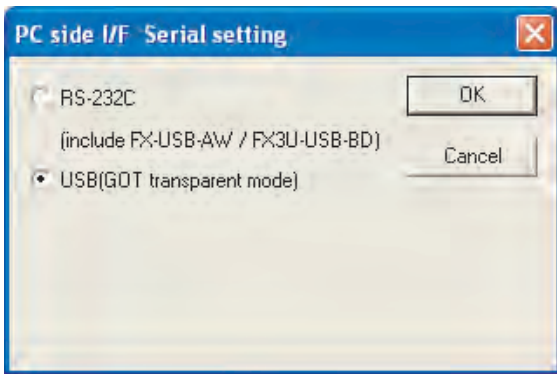 PC side I/F Serial setting
RS-232C
OK
(include FX-USB-AW / FX3U-USB-BD)
Cancel
USB(GOT transparent mode)